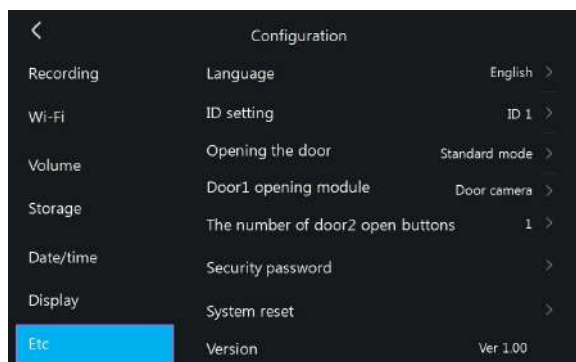 Configuration
Recording
Wi-Fi
Volume
Storage
Date/time
Display
Etc
Language English
ID setting ID 1
Opening the door Standard mode
Door1 opening module Door camera
The number of door2 open buttons 1
Security password
System reset
Version Ver 1.00